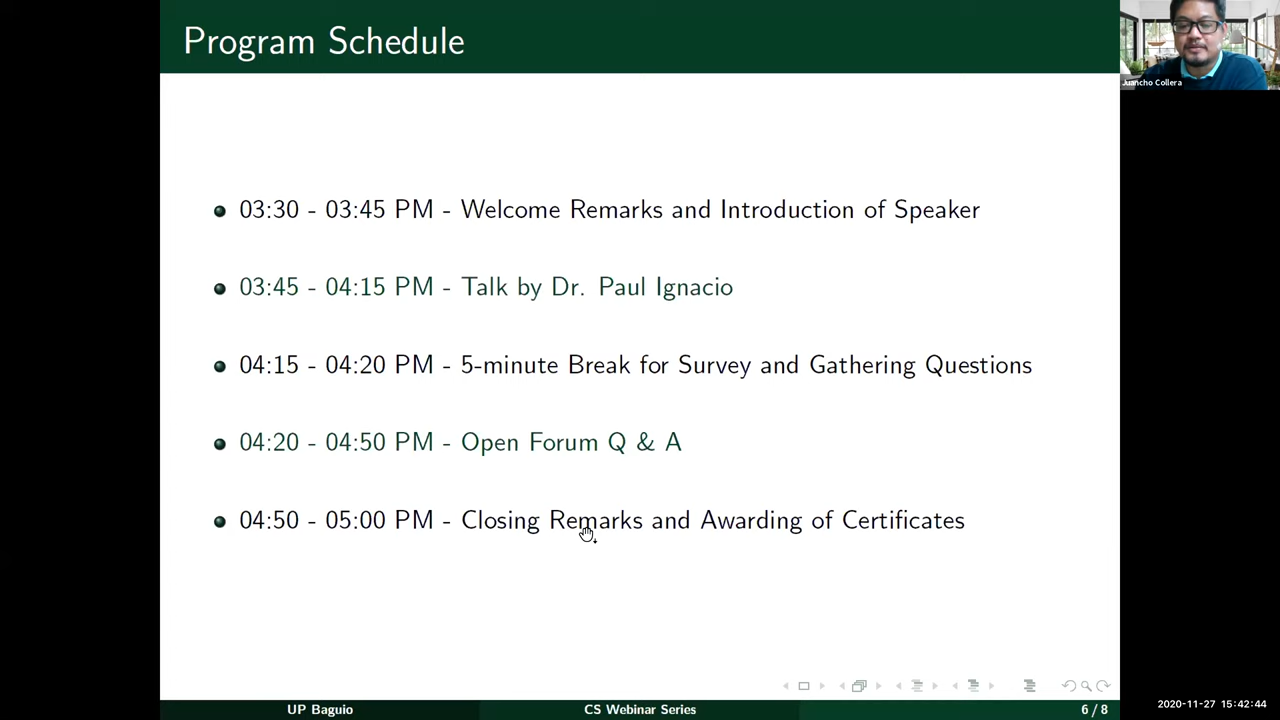 Program Schedule
Juancho Collera
03:30 - 03:45 PM - Welcome Remarks and Introduction of Speaker
03:45 - 04:15 PM - Talk by Dr. Paul Ignacio
04:15 - 04:20 PM - 5-minute Break for Survey and Gathering Questions
04:20 - 04:50 PM - Open Forum Q & A
04:50 - 05:00 PM - Closing Remarks and Awarding of Certificates
UP Baguio
CS Webinar Series
6 / 8
2020-11-27 15:42:44